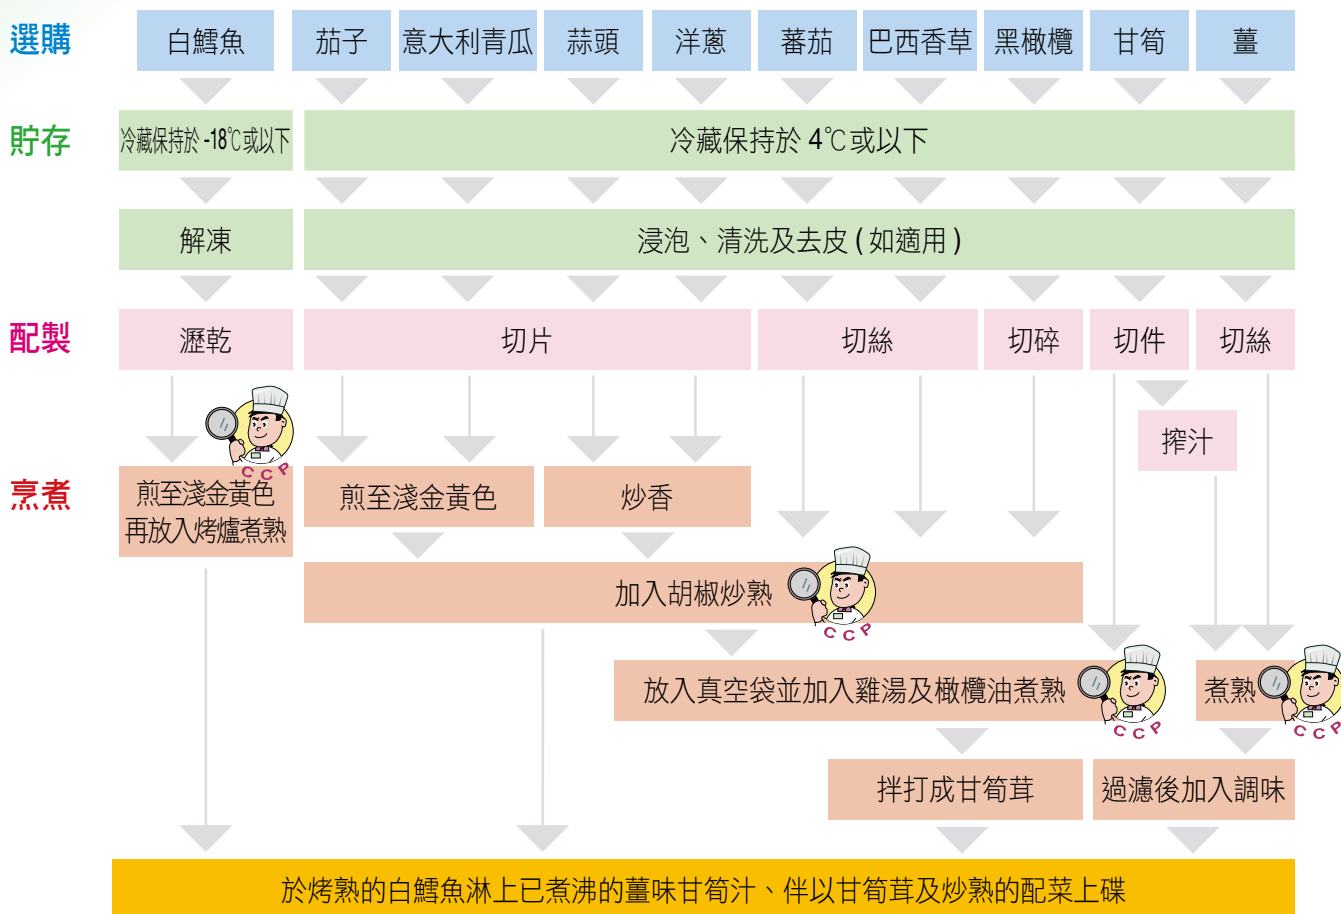 選購
白鱈魚
茄子
意大利青瓜
蒜頭
洋蔥
蕃茄
巴西香草
黑橄欖
甘筍
薑
貯存
冷藏保持於 -18℃或以下
冷藏保持於 4℃或以下
解凍
浸泡、清洗及去皮 ( 如適用 )
配製
瀝乾
切片
切絲
切碎
切件
切絲
搾汁
烹煮
CCP
煎至淺金黃色
再放入烤爐煮熟
煎至淺金黃色
炒香
加入胡椒炒熟
CCP
放入真空袋並加入雞湯及橄欖油煮熟
CCP
煮熟
CCP
拌打成甘筍茸
過濾後加入調味
於烤熟的白鱈魚淋上已煮沸的薑味甘筍汁、伴以甘筍茸及炒熟的配菜上碟